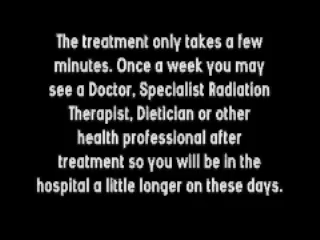 The treatment only takes a few
minutes. Once a week you may
see a Doctor, Specialist Radiation
Therapist, Dietician or other
health professional after
treatment so you will be in the
hospital a little longer on these days.